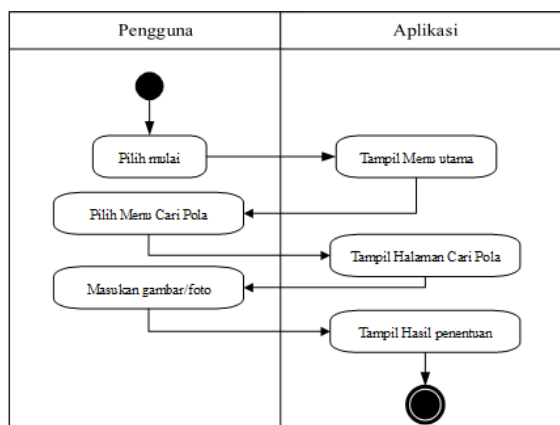 Pengguna
Aplikasi
Pilih mulai
Tampil Menu utama
Pilih Menu Cari Pola
Tampil Halaman Cari Pola
Masukan gambar/foto
Tampil Hasil penentuan